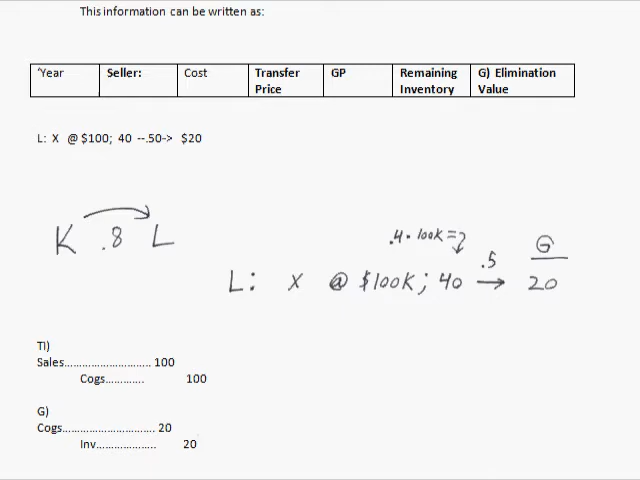 This information can be written as:
'Year Seller: Cost Transfer Price GP Remaining Inventory G) Elimination Value
L: X @ $100; 40 --.50-> $20
K .8 L
.4 · 100K =
G
L: X @ $100K; 40 .5 → 20
TI)
Sales............................ 100
Cogs............. 100
G)
Cogs.............................. 20
Inv.................... 20